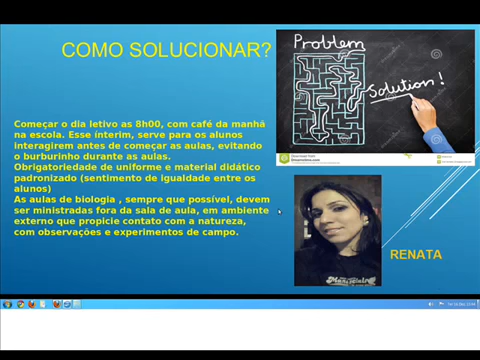 COMO SOLUCIONAR?
Problem
Solution!
Começar o dia letivo as 8h00, com café da manhã
na escola. Esse ínterim, serve para os alunos
interagirem antes de começar as aulas, evitando
o burburinho durante as aulas.
Obrigatoriedade de uniforme e material didático
padronizado (sentimento de igualdade entre os
alunos)
As aulas de biologia , sempre que possível, devem
ser ministradas fora da sala de aula, em ambiente
externo que propicie contato com a natureza,
com observações e experimentos de campo.
RENATA